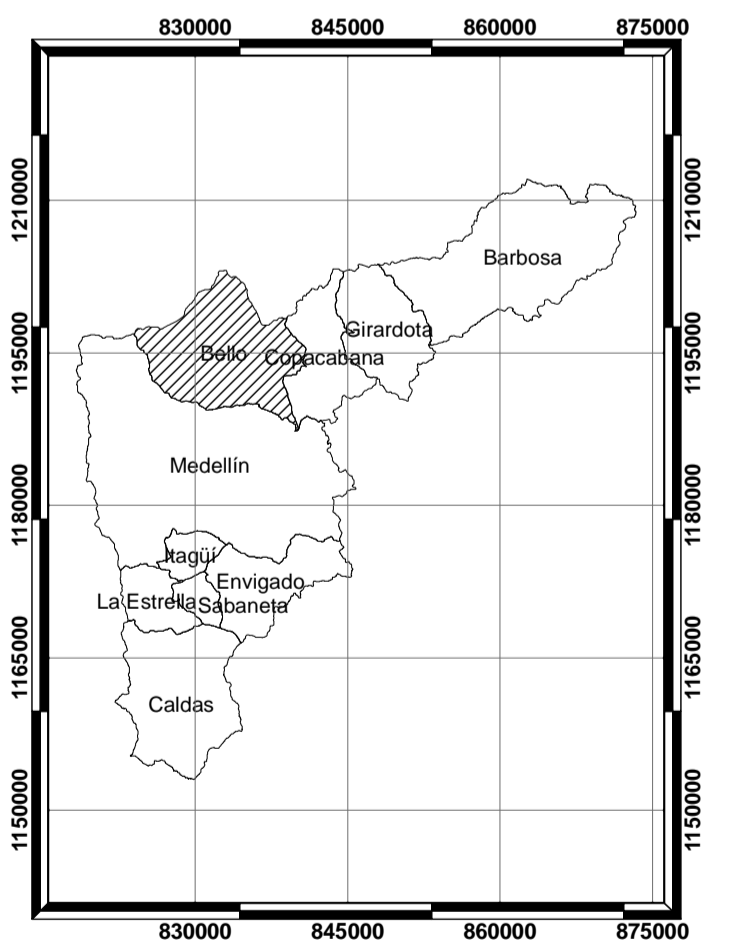 830000 845000 860000 875000
1210000 1210000
Barbosa
Girardota
1195000 1195000
Bello
Copacabana
Medellín
1180000 1180000
Itagüí
Envigado
La Estrella
Sabaneta
1165000 1165000
Caldas
1150000 1150000
830000 845000 860000 875000